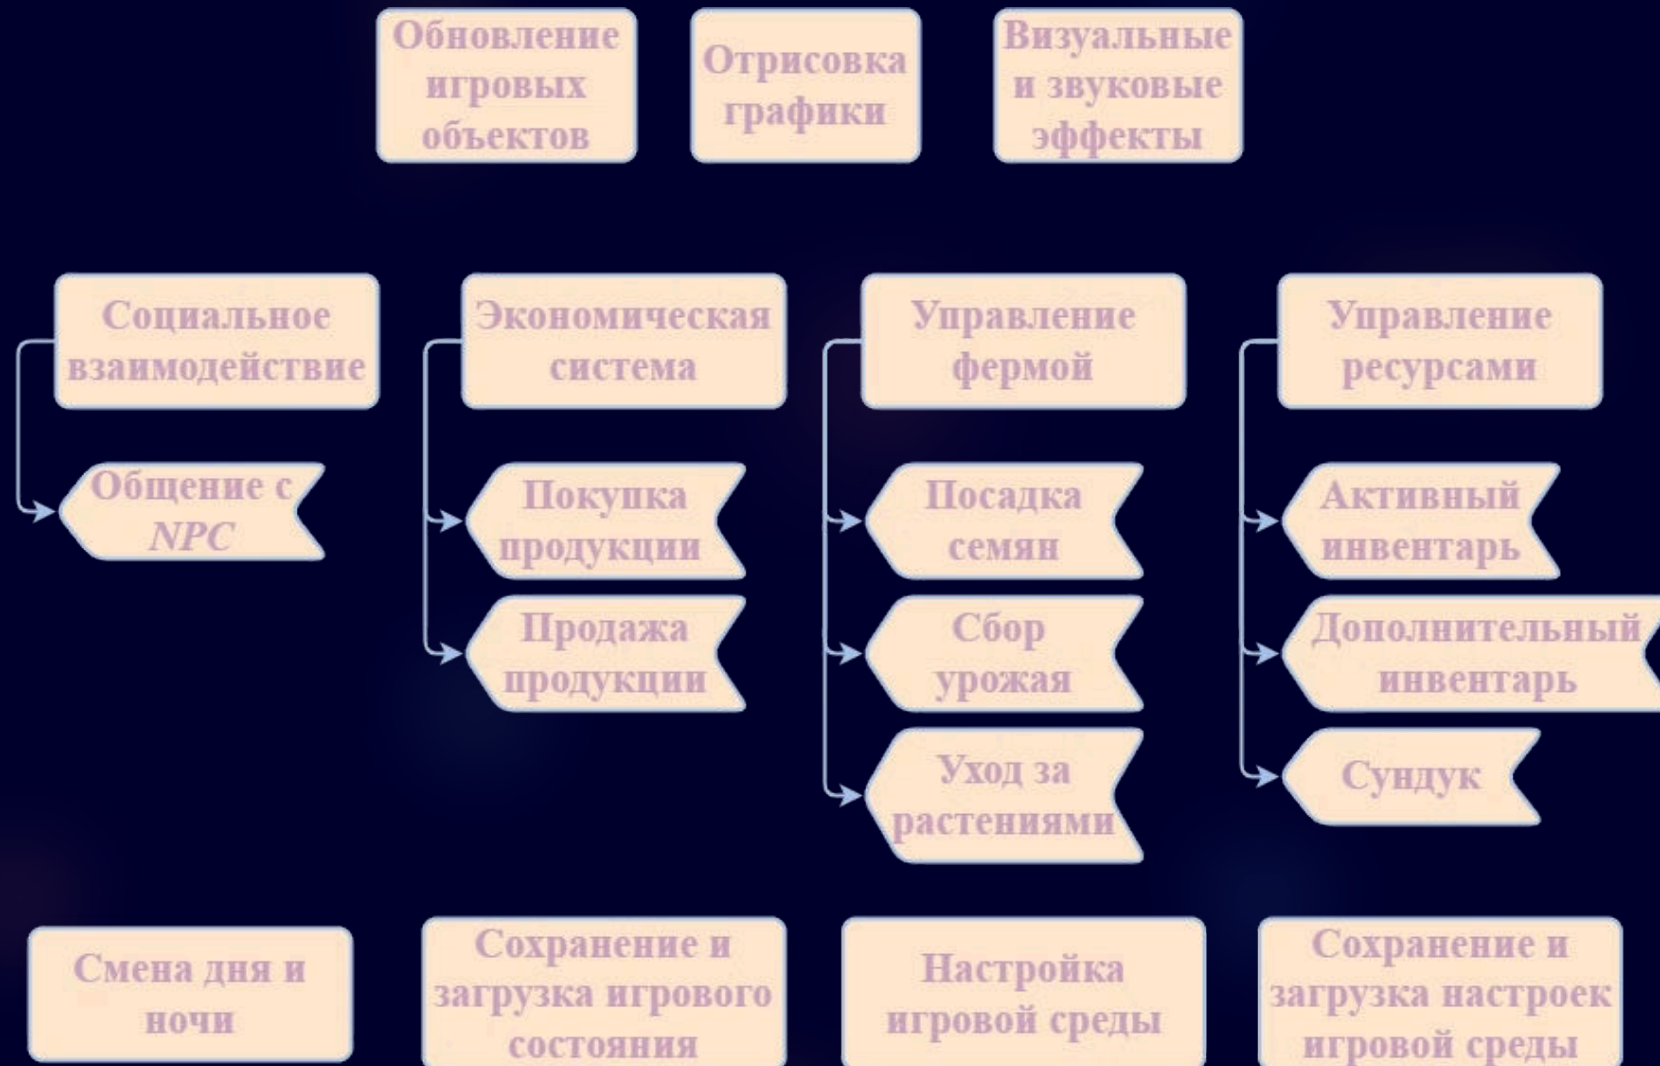 Обновление
игровых
объектов
Отрисовка
графики
Визуальные
и звуковые
эффекты
Социальное
взаимодействие
Общение с
NPC
Экономическая
система
Покупка
продукции
Продажа
продукции
Управление
фермой
Посадка
семян
Сбор
урожая
Уход за
растениями
Управление
ресурсами
Активный
инвентарь
Дополнительный
инвентарь
Сундук
Смена дня и
ночи
Сохранение и
загрузка игрового
состояния
Настройка
игровой среды
Сохранение и
загрузка настроек
игровой среды